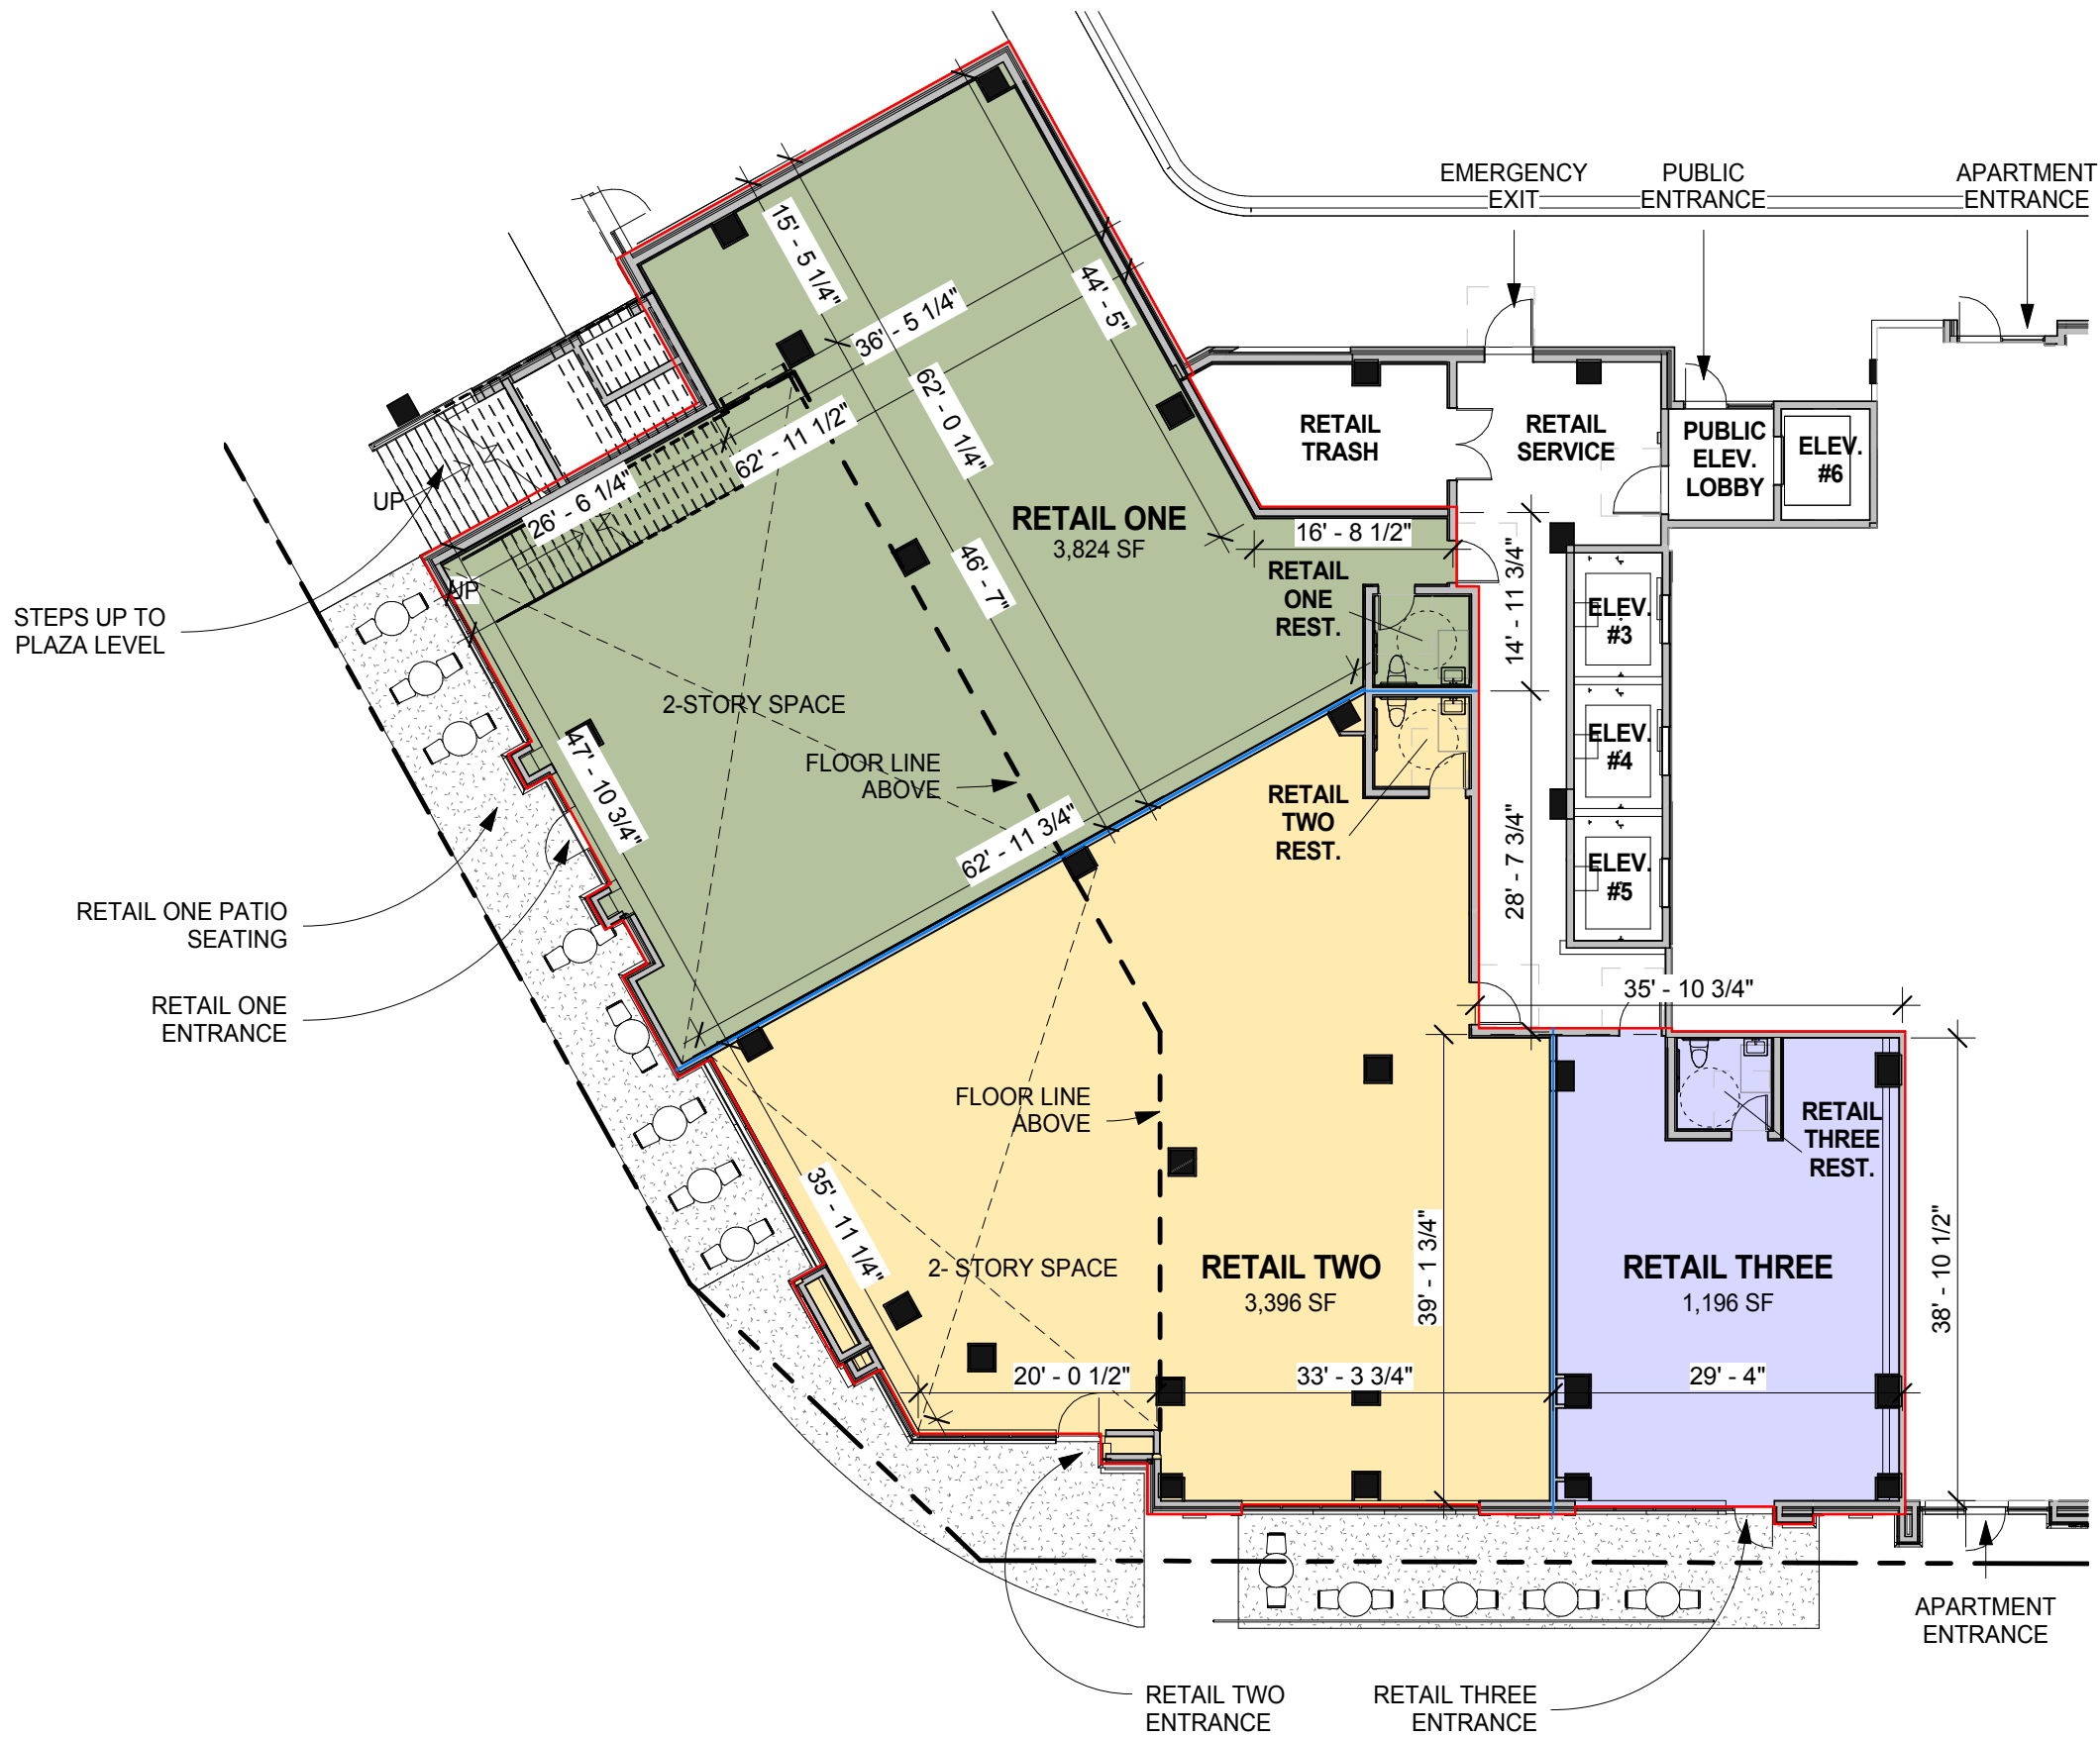 EMERGENCY
EXIT
PUBLIC
ENTRANCE
APARTMENT
ENTRANCE
15' - 5 1/4"
44' - 5"
36' - 5 1/4"
62' - 0 1/4"
62' - 11 1/2"
26' - 6 1/4"
UP
UP
STEPS UP TO
PLAZA LEVEL
RETAIL
TRASH
RETAIL
SERVICE
PUBLIC
ELEV.
LOBBY
ELEV.
#6
RETAIL ONE
3,824 SF
16' - 8 1/2"
46' - 7"
RETAIL
ONE
REST.
14' - 11 3/4"
ELEV.
#3
ELEV.
#4
ELEV.
#5
2-STORY SPACE
47' - 10 3/4"
FLOOR LINE
ABOVE
62' - 11 3/4"
RETAIL
TWO
REST.
28' - 7 3/4"
RETAIL ONE PATIO
SEATING
RETAIL ONE
ENTRANCE
35' - 10 3/4"
FLOOR LINE
ABOVE
RETAIL
THREE
REST.
35' - 11 1/4"
2- STORY SPACE
RETAIL TWO
3,396 SF
39' - 1 3/4"
RETAIL THREE
1,196 SF
38' - 10 1/2"
20' - 0 1/2"
33' - 3 3/4"
29' - 4"
APARTMENT
ENTRANCE
RETAIL TWO
ENTRANCE
RETAIL THREE
ENTRANCE